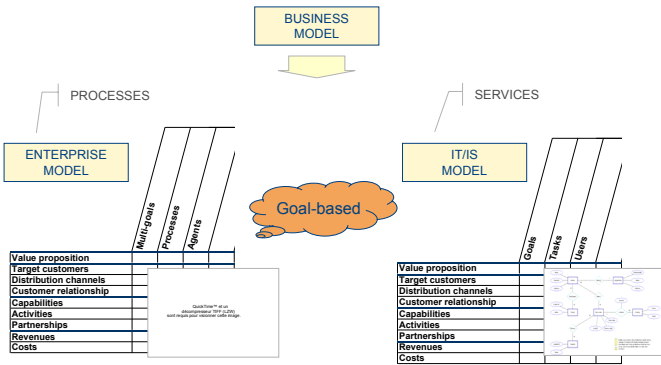 BUSINESS
MODEL
PROCESSES
SERVICES
ENTERPRISE
MODEL
IT/IS
MODEL
Goal-based
Multi-goals
Processes
Agents
Goals
Tasks
Users
Value proposition
Target customers
Distribution channels
Customer relationship
Capabilities
Activities
Partnerships
Revenues
Costs
QuickTime™ et un
décompresseur TIFF (LZW)
sont requis pour visionner cette image.
Value proposition
Target customers
Distribution channels
Customer relationship
Capabilities
Activities
Partnerships
Revenues
Costs